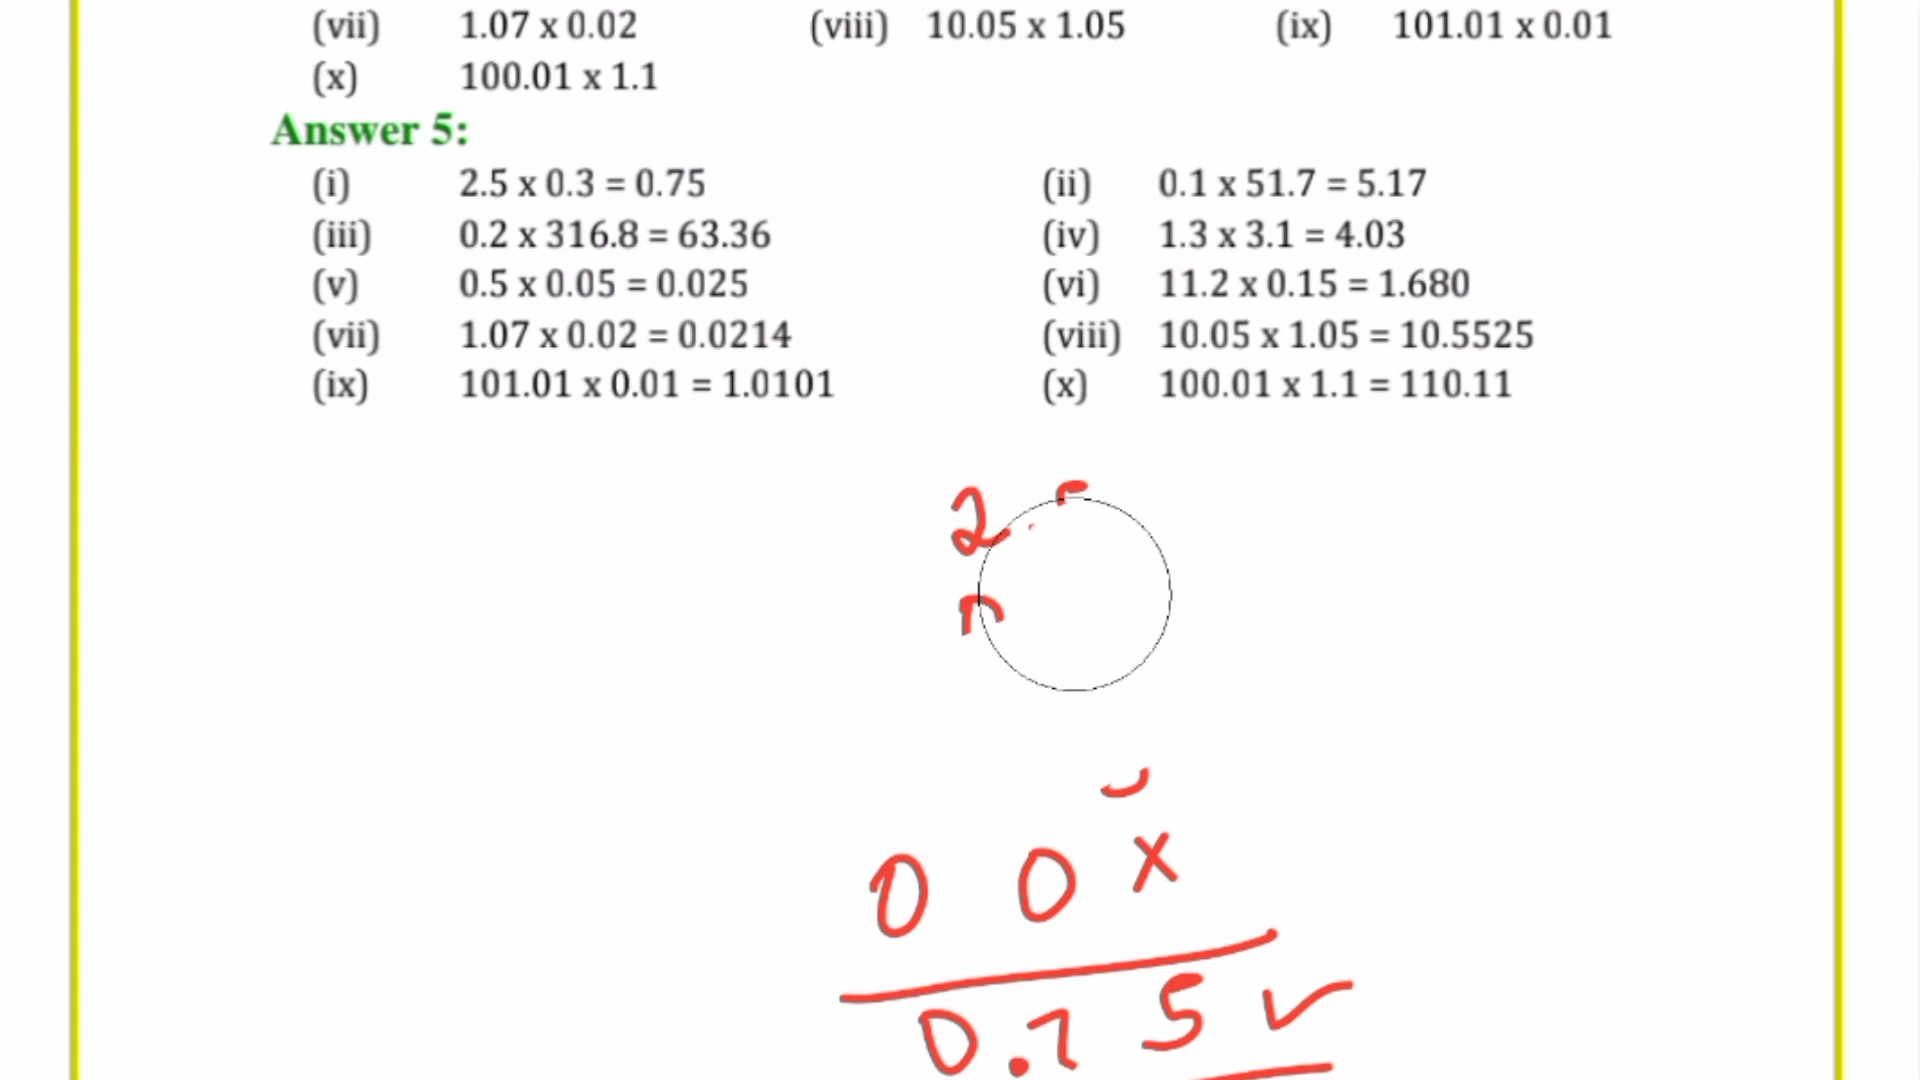 (vii) 1.07 x 0.02 (viii) 10.05 x 1.05 (ix) 101.01 x 0.01
(x) 100.01 x 1.1
Answer 5:
(i) 2.5 x 0.3 = 0.75 (ii) 0.1 x 51.7 = 5.17
(iii) 0.2 x 316.8 = 63.36 (iv) 1.3 x 3.1 = 4.03
(v) 0.5 x 0.05 = 0.025 (vi) 11.2 x 0.15 = 1.680
(vii) 1.07 x 0.02 = 0.0214 (viii) 10.05 x 1.05 = 10.5525
(ix) 101.01 x 0.01 = 1.0101 (x) 100.01 x 1.1 = 110.11
2.
0 0 x
0.75